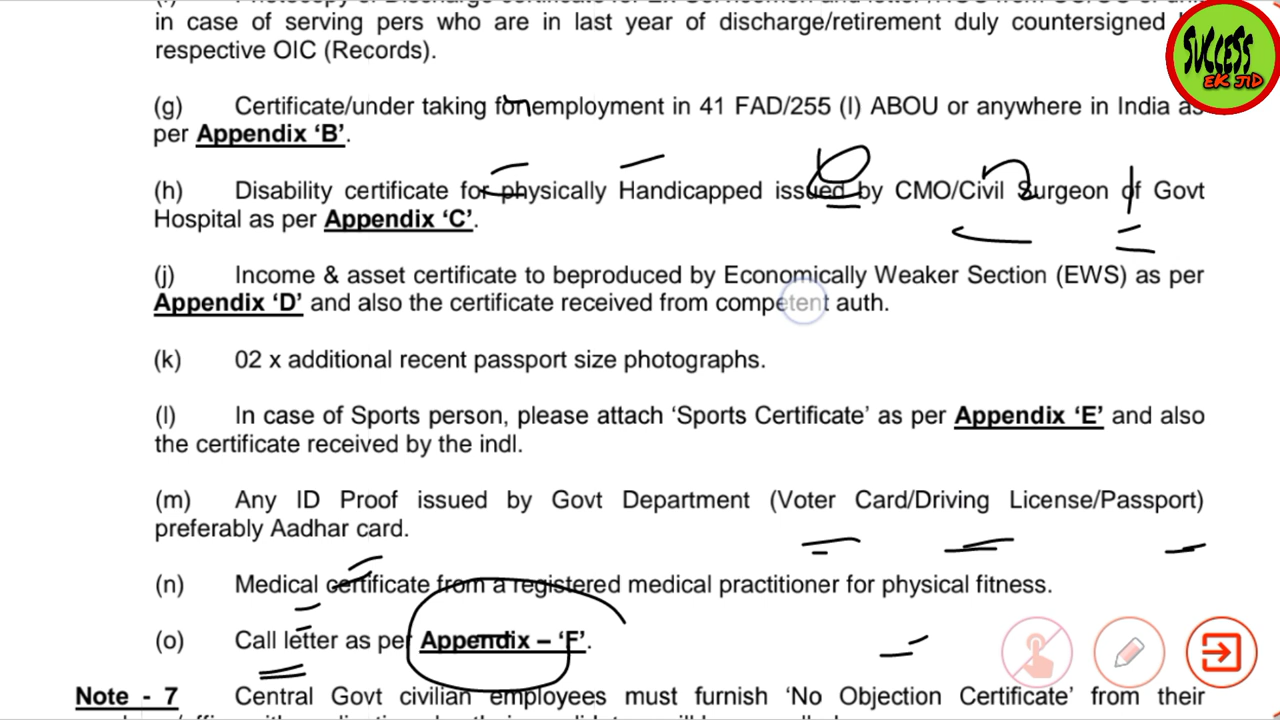 in case of serving pers who are in last year of discharge/retirement duly countersigned
respective OIC (Records).
SUCCESS
EK JID
(g) Certificate/under taking for employment in 41 FAD/255 (I) ABOU or anywhere in India as
per Appendix ‘B’.
(h) Disability certificate for physically Handicapped issued by CMO/Civil Surgeon of Govt
Hospital as per Appendix ‘C’.
(j) Income & asset certificate to beproduced by Economically Weaker Section (EWS) as per
Appendix ‘D’ and also the certificate received from competent auth.
(k) 02 x additional recent passport size photographs.
(l) In case of Sports person, please attach ‘Sports Certificate’ as per Appendix ‘E’ and also
the certificate received by the indl.
(m) Any ID Proof issued by Govt Department (Voter Card/Driving License/Passport)
preferably Aadhar card.
(n) Medical certificate from a registered medical practitioner for physical fitness.
(o) Call letter as per Appendix – ‘F’.
Note - 7 Central Govt civilian employees must furnish ‘No Objection Certificate’ from their